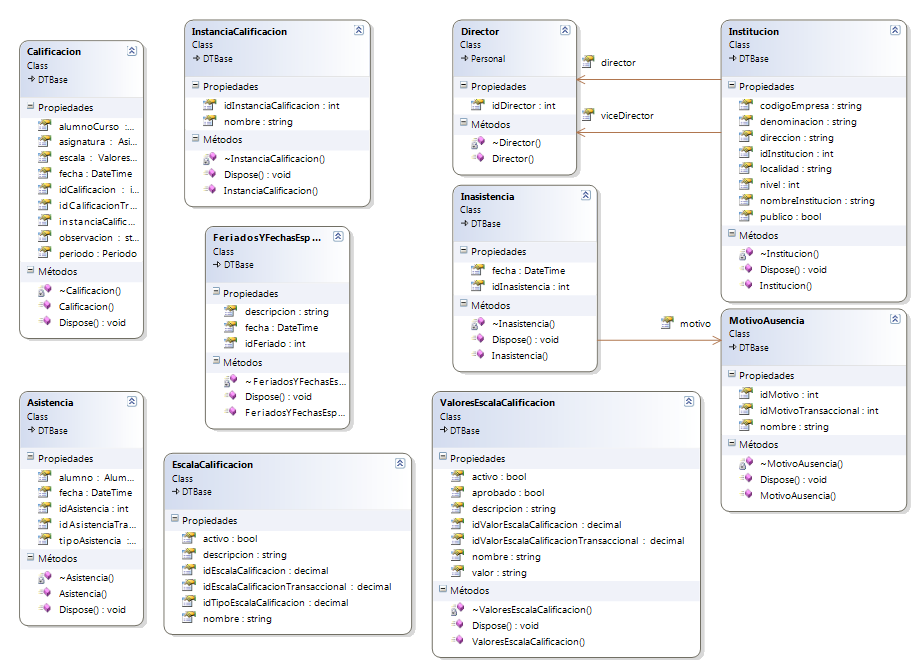 Calificacion
Class
DTBase
Propiedades
alumnoCurso :...
asignatura : Asi...
escala : Valores...
fecha : DateTime
idCalificacion : i...
idCalificacionTr...
instanciaCalific...
observacion : st...
periodo : Periodo
Métodos
~Calificacion()
Calificacion()
Dispose() : void
InstanciaCalificacion
Class
DTBase
Propiedades
idInstanciaCalificacion : int
nombre : string
Métodos
~InstanciaCalificacion()
Dispose() : void
InstanciaCalificacion()
Director
Class
Personal
Propiedades
idDirector : int
Métodos
~Director()
Director()
director
viceDirector
Institucion
Class
DTBase
Propiedades
codigoEmpresa : string
denominacion : string
direccion : string
idInstitucion : int
localidad : string
nivel : int
nombreInstitucion : string
publico : bool
Métodos
~Institucion()
Dispose() : void
Institucion()
FeriadosYFechasEsp...
Class
DTBase
Propiedades
descripcion : string
fecha : DateTime
idFeriado : int
Métodos
~FeriadosYFechasEs...
Dispose() : void
FeriadosYFechasEsp...
Inasistencia
Class
DTBase
Propiedades
fecha : DateTime
idInasistencia : int
Métodos
~Inasistencia()
Dispose() : void
Inasistencia()
motivo
MotivoAusencia
Class
DTBase
Propiedades
idMotivo : int
idMotivoTransaccional : int
nombre : string
Métodos
~MotivoAusencia()
Dispose() : void
MotivoAusencia()
Asistencia
Class
DTBase
Propiedades
alumno : Alum...
fecha : DateTime
idAsistencia : int
idAsistenciaTra...
tipoAsistencia :...
Métodos
~Asistencia()
Asistencia()
Dispose() : void
EscalaCalificacion
Class
DTBase
Propiedades
activo : bool
descripcion : string
idEscalaCalificacion : decimal
idEscalaCalificacionTransaccional : decimal
idTipoEscalaCalificacion : decimal
nombre : string
ValoresEscalaCalificacion
Class
DTBase
Propiedades
activo : bool
aprobado : bool
descripcion : string
idValorEscalaCalificacion : decimal
idValorEscalaCalificacionTransaccional : decimal
nombre : string
valor : string
Métodos
~ValoresEscalaCalificacion()
Dispose() : void
ValoresEscalaCalificacion()